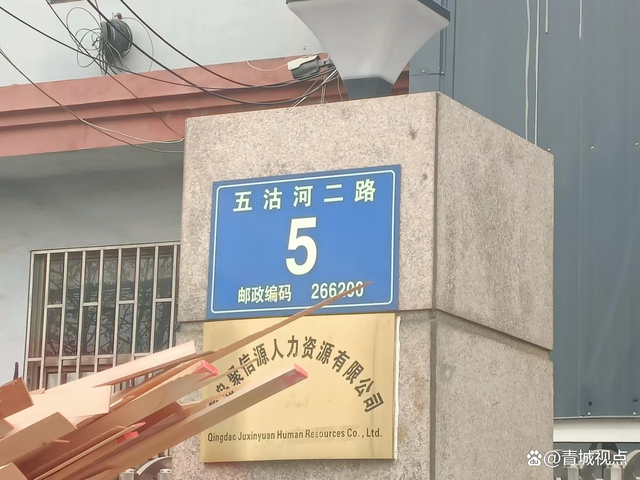 五沽河二路
5
邮政编码 266200
聚信源人力资源有限公司
Qingdao Juxinyuan Human Resources Co., Ltd.
Baidu @青城视点